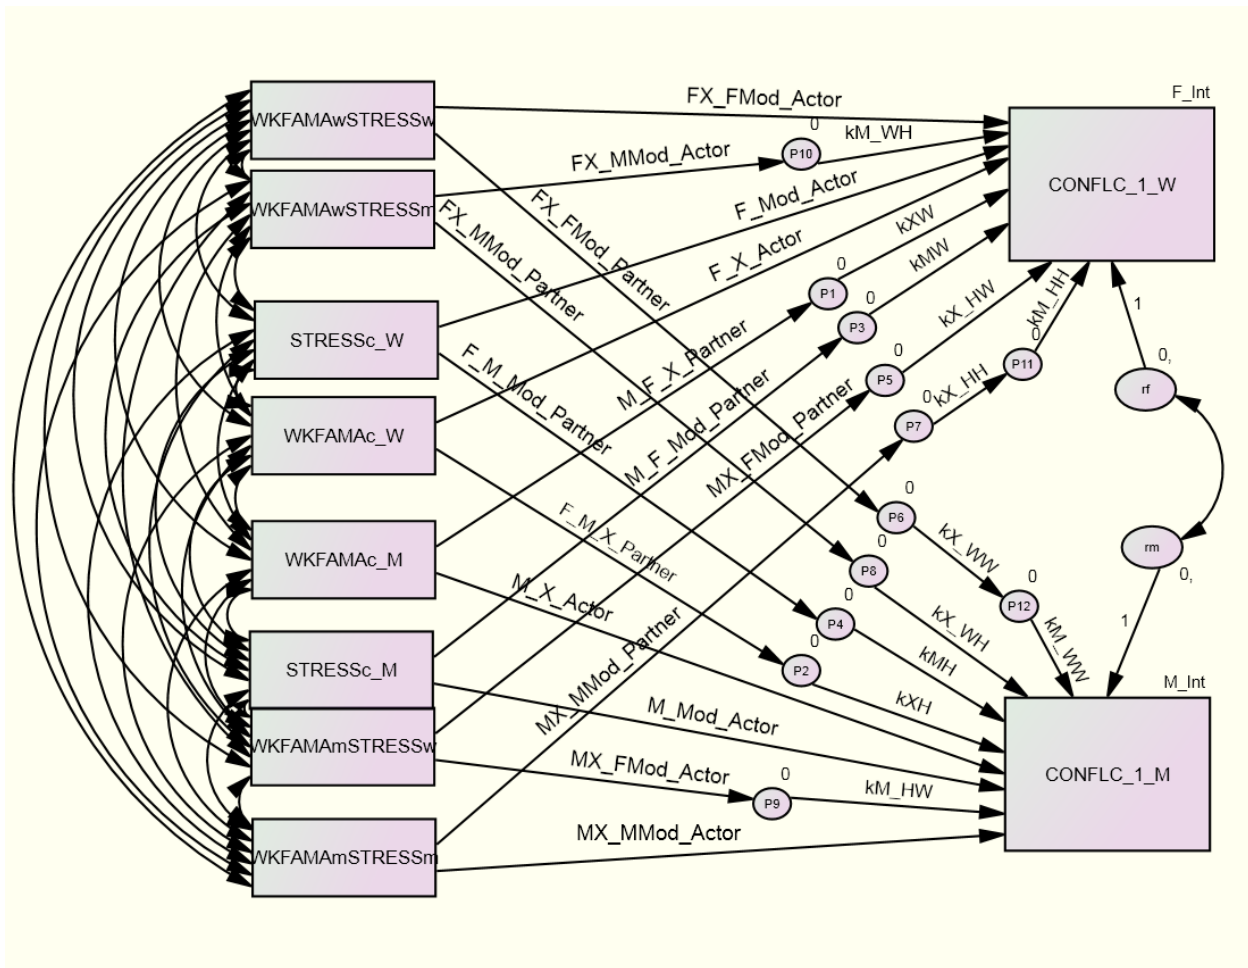 F_Int
FX_FMod_Actor
WKFAMAwSTRESSw
0
kM_WH
FX_MMod_Actor
P10
CONFLC_1_W
WKFAMAwSTRESSm
F_Mod_Actor
FX_FMod_Partner
FX_MMod_Partner
kXW
F_X_Actor
kMW
0
P1
kX_HW
kM_HH
0
P3
1
STRESSc_W
M_F_X_Partner
0
P5
0
P11
0,
rf
F_M_Mod_Partner
M_F_Mod_Partner
MX_FMod_Partner
0
kX_HH
P7
WKFAMAc_W
0
P6
F_M_X_Partner
kX_WW
0
P8
rm
0,
WKFAMAc_M
M_X_Actor
0
P12
0
P4
kX_WH
kM_WW
1
MX_MMod_Partner
0
P2
kMH
STRESSc_M
kXH
M_Int
M_Mod_Actor
WKFAMAmSTRESSw
MX_FMod_Actor
0
P9
kM_HW
CONFLC_1_M
MX_MMod_Actor
WKFAMAmSTRESSm